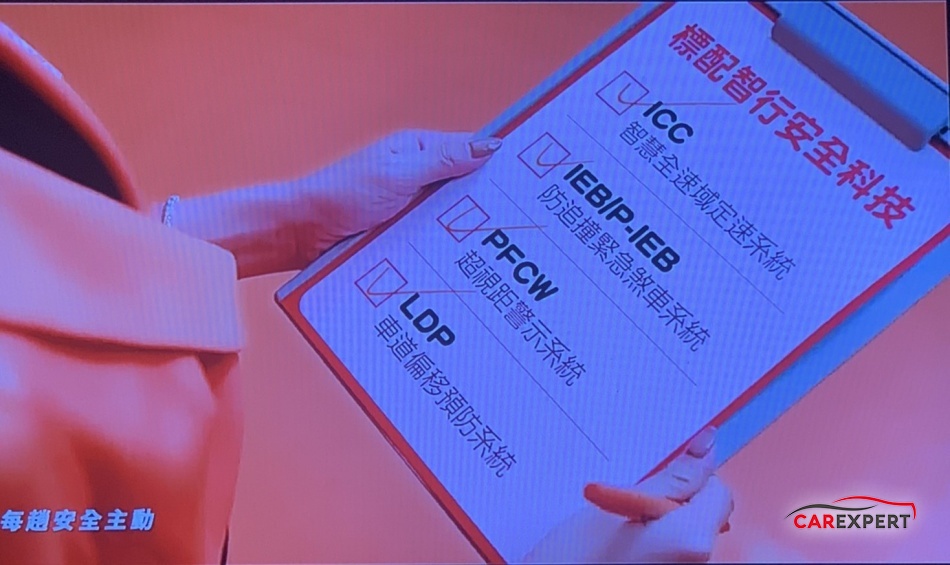 標配智行安全科技
ICC
智慧全速域定速系統
IEB/P-IEB
防追撞緊急煞車系統
PFCW
超視距警示系統
LDP
車道偏移預防系統
每趟安全主動
CAREXPERT